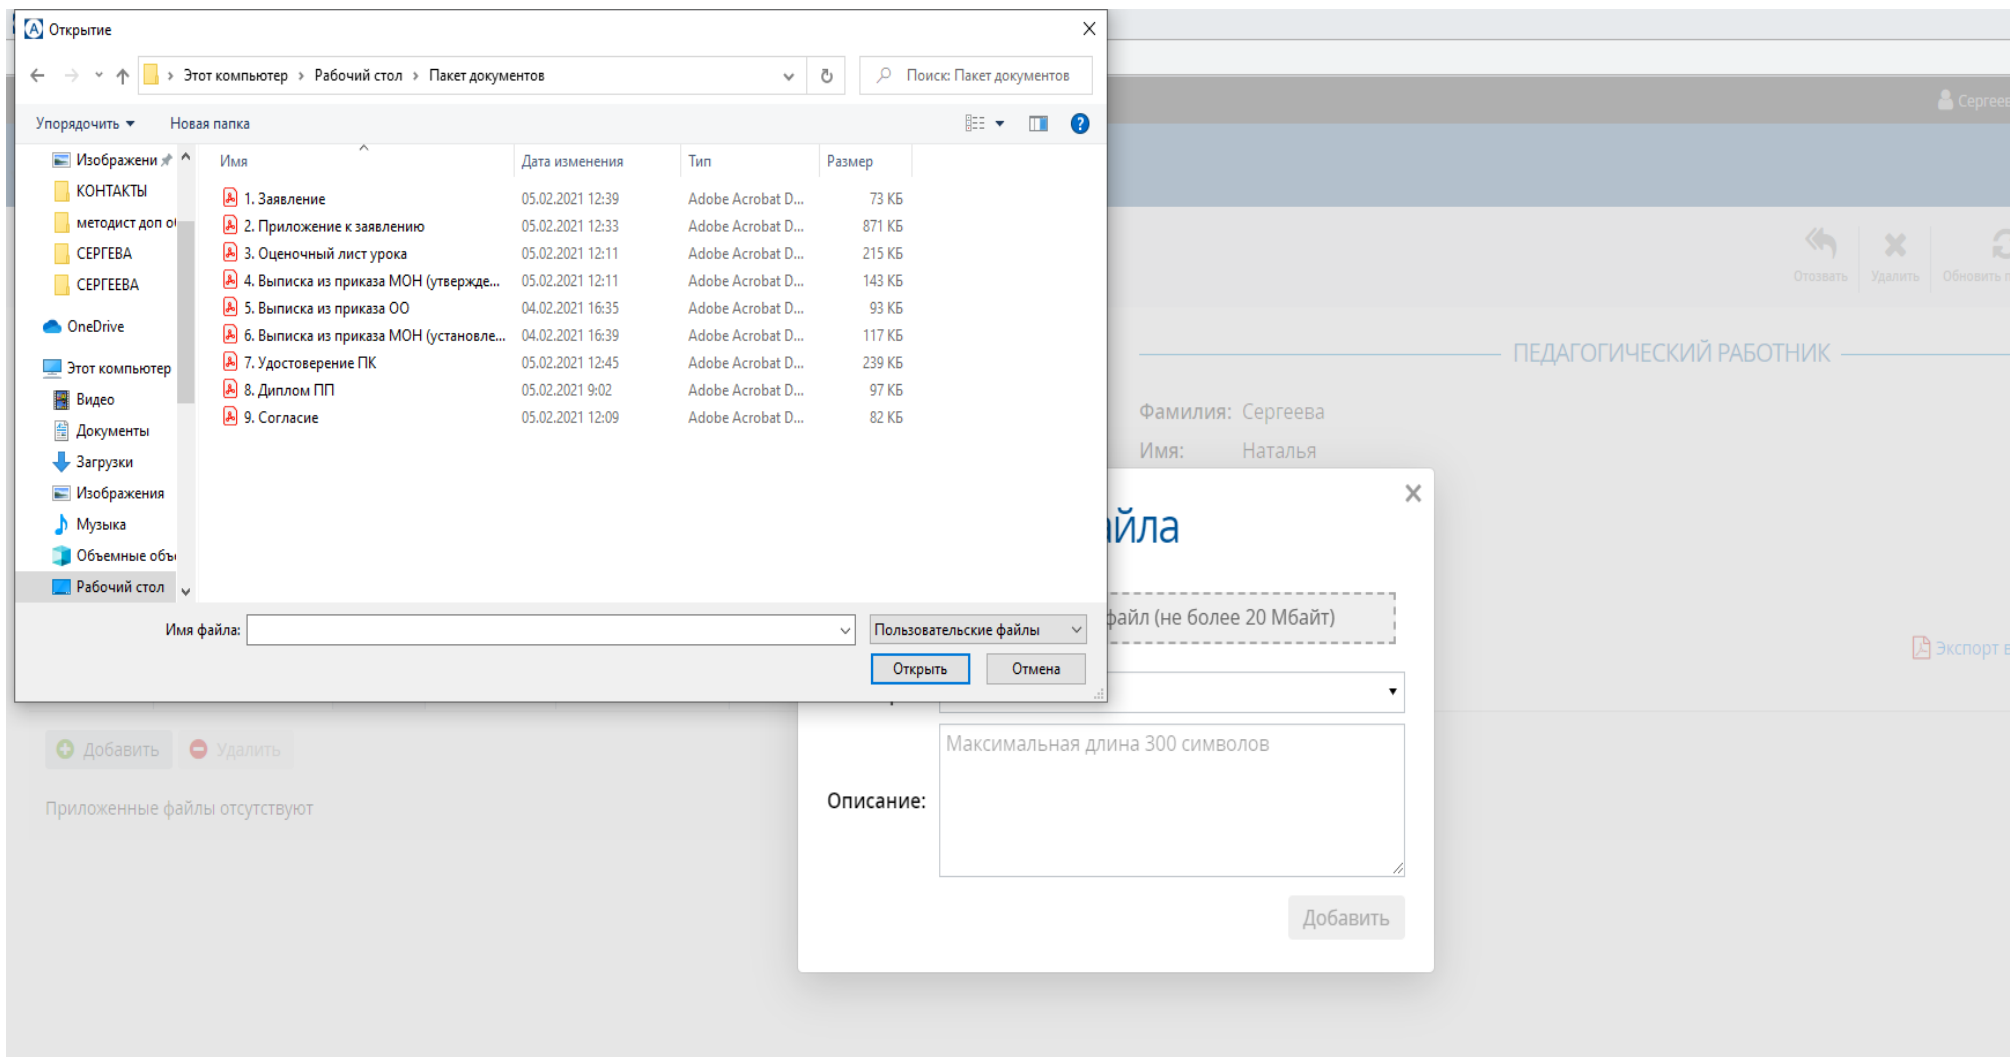 Открытие
Этот компьютер › Рабочий стол › Пакет документов
Поиск: Пакет документов
Сергеев
Упорядочить
Новая папка
Изображени
КОНТАКТЫ
методист доп о
СЕРГЕВА
СЕРГЕЕВА
OneDrive
Этот компьютер
Видео
Документы
Загрузки
Изображения
Музыка
Объемные объ
Рабочий стол
Имя Дата изменения Тип Размер
1. Заявление 05.02.2021 12:39 Adobe Acrobat D... 73 КБ
2. Приложение к заявлению 05.02.2021 12:33 Adobe Acrobat D... 871 КБ
3. Оценочный лист урока 05.02.2021 12:11 Adobe Acrobat D... 215 КБ
4. Выписка из приказа МОН (утвержде... 05.02.2021 12:11 Adobe Acrobat D... 143 КБ
5. Выписка из приказа ОО 04.02.2021 16:35 Adobe Acrobat D... 93 КБ
6. Выписка из приказа МОН (установле... 04.02.2021 16:39 Adobe Acrobat D... 117 КБ
7. Удостоверение ПК 05.02.2021 12:45 Adobe Acrobat D... 239 КБ
8. Диплом ПП 05.02.2021 9:02 Adobe Acrobat D... 97 КБ
9. Согласие 05.02.2021 12:09 Adobe Acrobat D... 82 КБ
Имя файла:
Пользовательские файлы
Открыть
Отмена
Отозвать
Удалить
Обновить п
ПЕДАГОГИЧЕСКИЙ РАБОТНИК
Фамилия: Сергеева
Имя: Наталья
Экспорт в
айла
файл (не более 20 Мбайт)
Максимальная длина 300 символов
Описание:
Добавить
Добавить
Удалить
Приложенные файлы отсутствуют